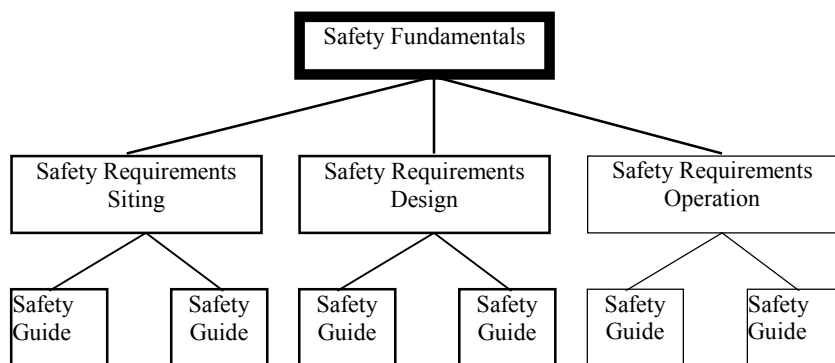 Safety Fundamentals
Safety Requirements
Siting
Safety Requirements
Design
Safety Requirements
Operation
Safety
Guide
Safety
Guide
Safety
Guide
Safety
Guide
Safety
Guide
Safety
Guide